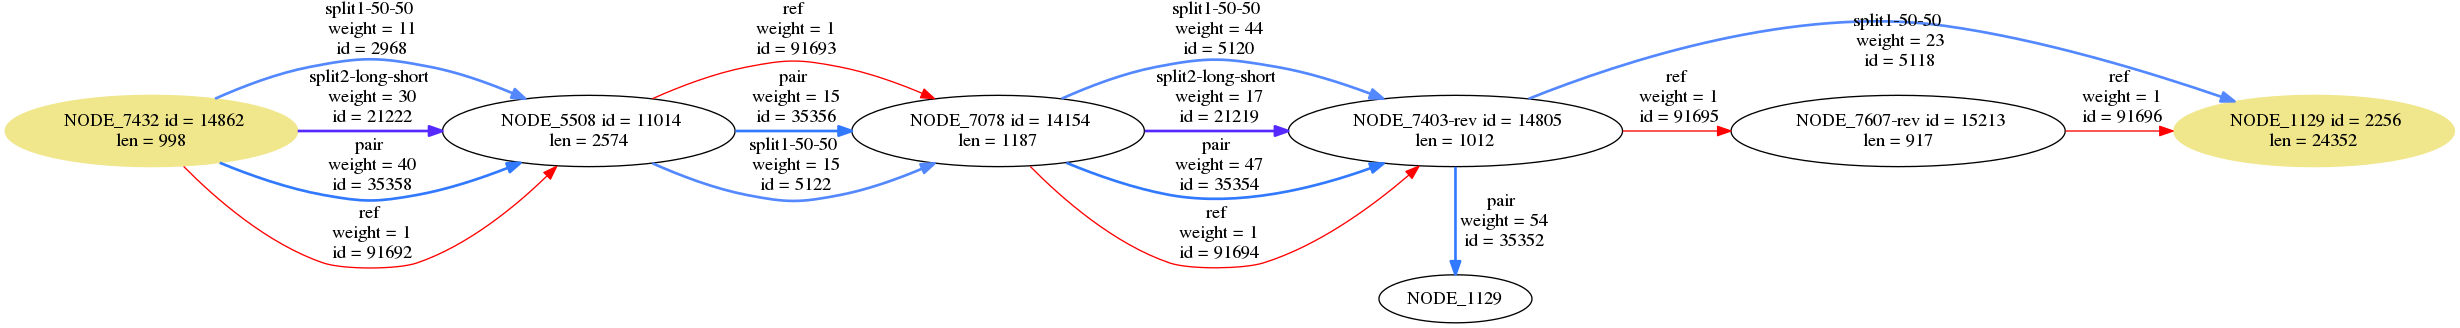 split1-50-50
weight = 11
id = 2968
split2-long-short
weight = 30
id = 21222
pair
weight = 40
id = 35358
ref
weight = 1
id = 91692
NODE_7432 id = 14862
len = 998
NODE_5508 id = 11014
len = 2574
ref
weight = 1
id = 91693
pair
weight = 15
id = 35356
split1-50-50
weight = 15
id = 5122
NODE_7078 id = 14154
len = 1187
split1-50-50
weight = 44
id = 5120
split2-long-short
weight = 17
id = 21219
pair
weight = 47
id = 35354
ref
weight = 1
id = 91694
NODE_7403-rev id = 14805
len = 1012
split1-50-50
weight = 23
id = 5118
ref
weight = 1
id = 91695
NODE_7607-rev id = 15213
len = 917
ref
weight = 1
id = 91696
NODE_1129 id = 2256
len = 24352
pair
weight = 54
id = 35352
NODE_1129